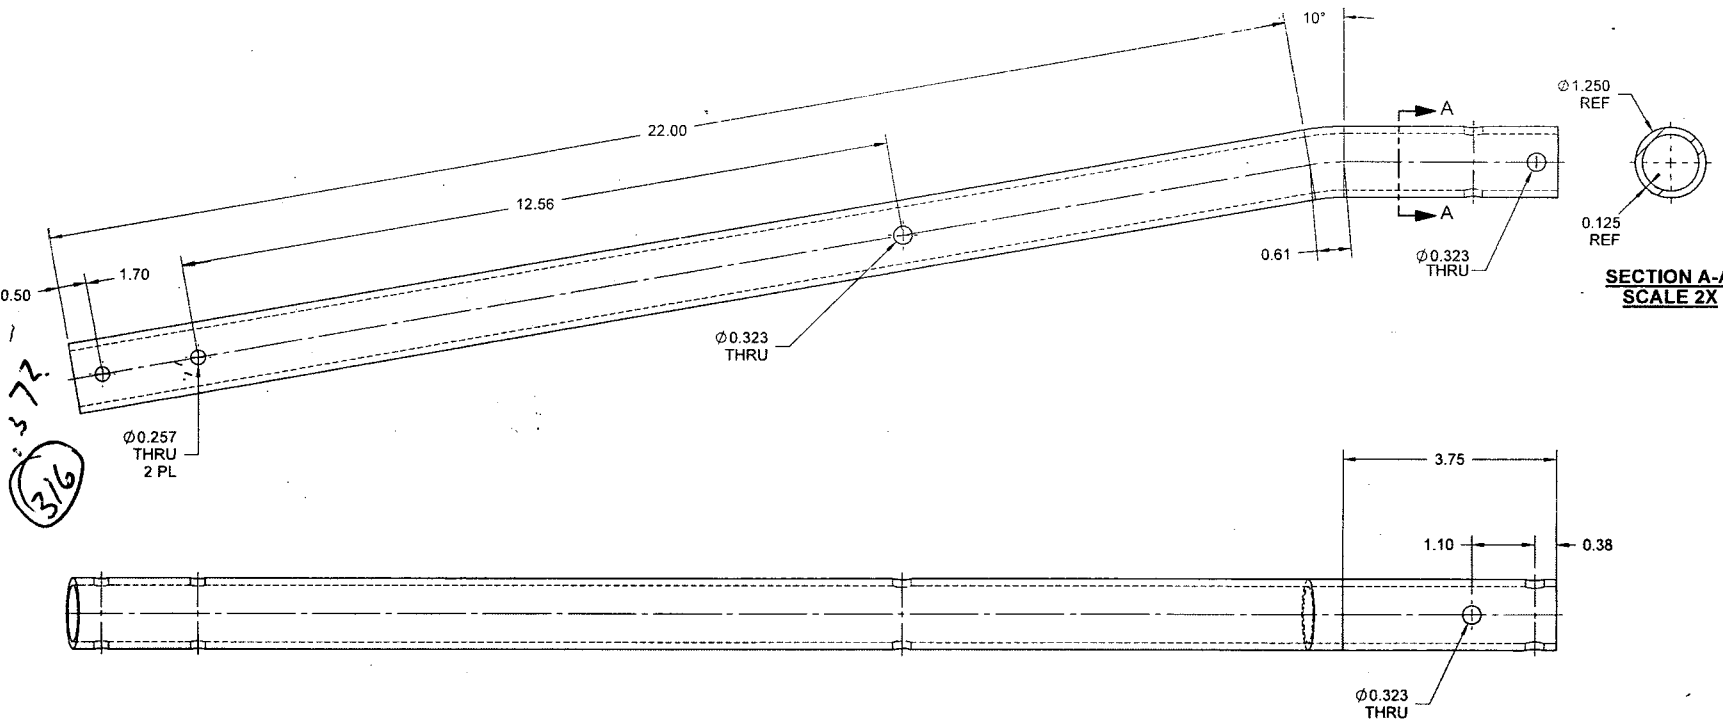 10°
22.00
12.56
1.70
0.50
A
A
Ø1.250
REF
0.125
REF
SECTION A-A
SCALE 2X
0.61
Ø0.323
THRU
Ø0.323
THRU
Ø0.257
THRU
2 PL
316
3.75
1.10
0.38
Ø0.323
THRU